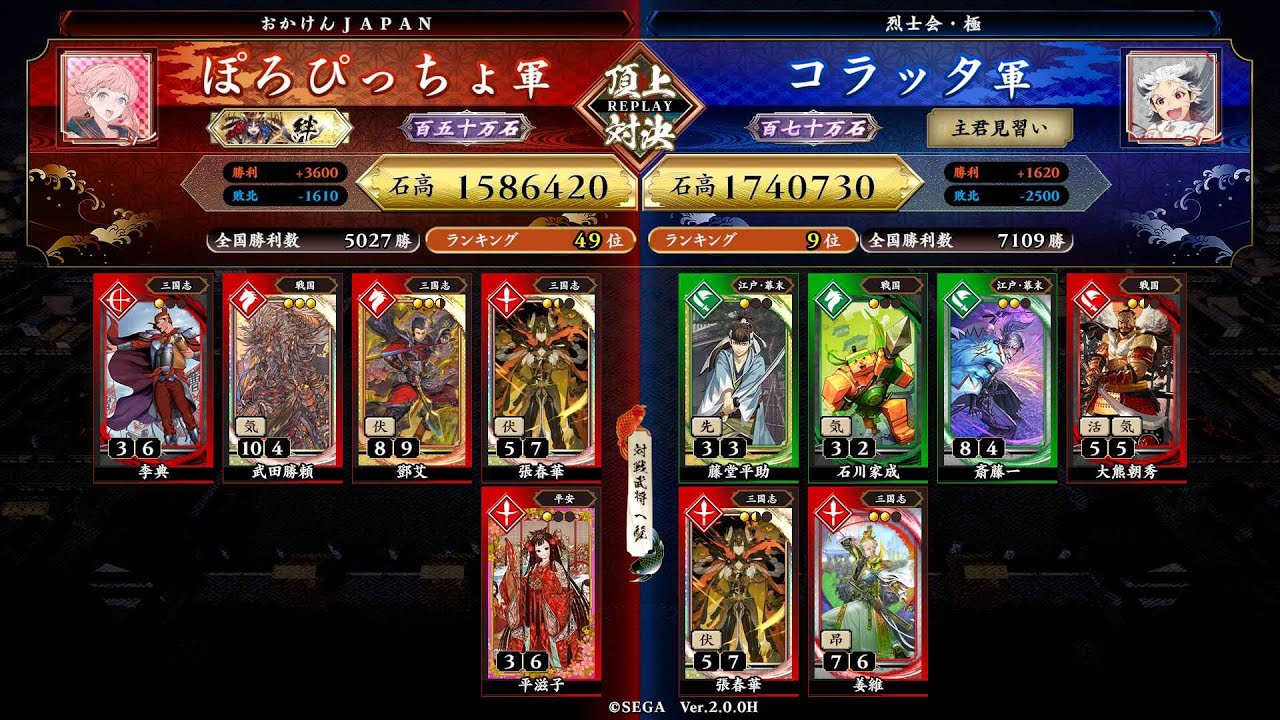 おかけんJAPAN
烈士会・極
ぽろぴっちょ軍
頂上
REPLAY
対決
コラッタ軍
絆
百五十万石
百七十万石
主君見習い
勝利 +3600
敗北 -1610
石高 1586420
石高 1740730
勝利 +1620
敗北 -2500
全国勝利数 5027勝
ランキング 49位
ランキング 9位
全国勝利数 7109勝
三国志
戦国
三国志
三国志
江戸・幕末
戦国
江戸・幕末
戦国
気
伏
伏
先
気
活 気
3 6
10 4
8 9
5 7
3 3
3 2
8 4
5 5
李典
武田勝頼
鄧艾
張春華
藤堂平助
石川家成
斎藤一
大熊朝秀
対戦武将一覧
平安
三国志
三国志
伏
昂
3 6
5 7
7 6
平滋子
張春華
姜維
©SEGA Ver.2.0.0H